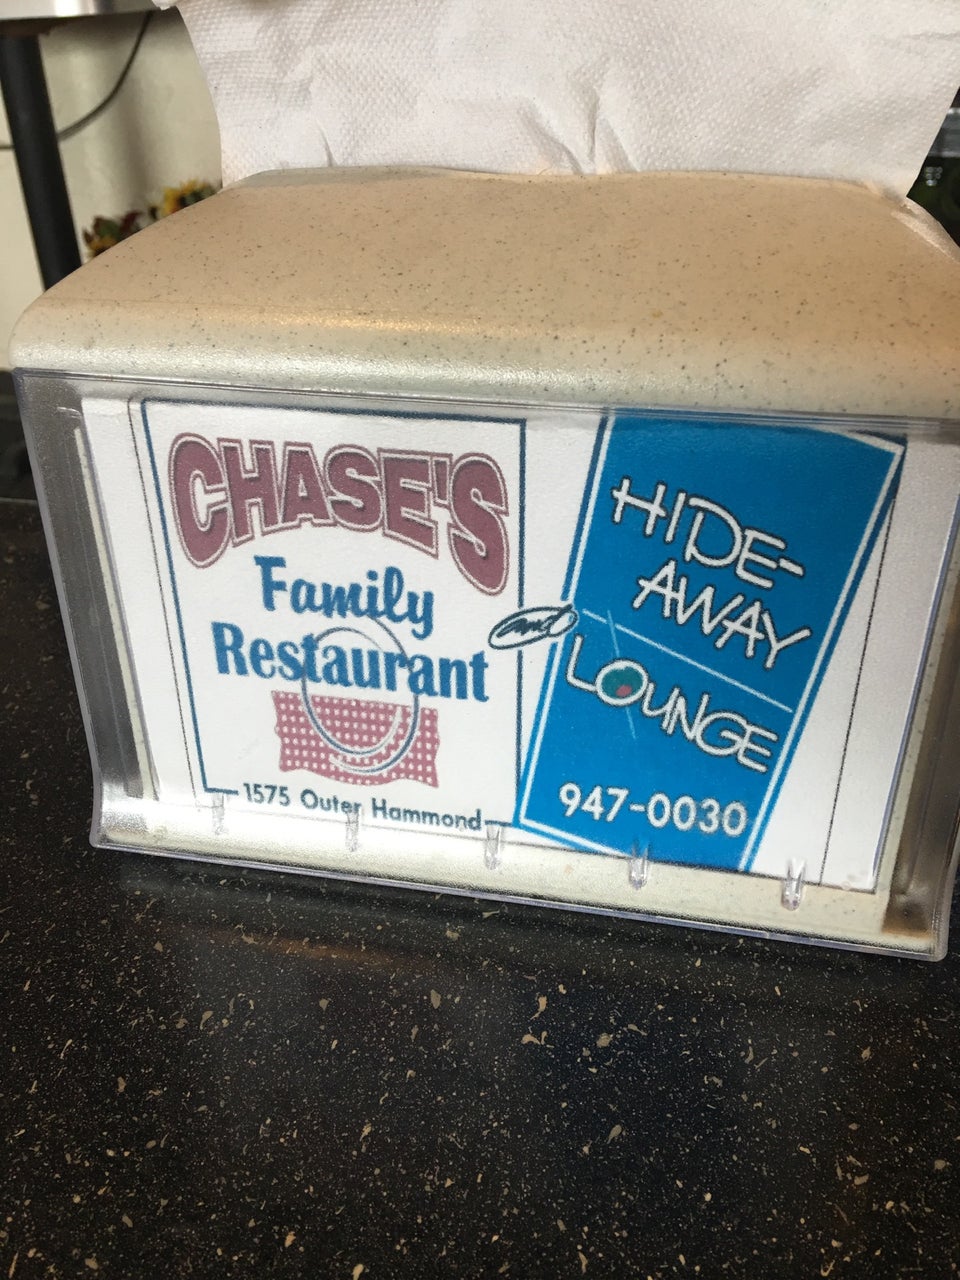 CHASE'S
Family
Restaurant
1575 Outer Hammond
and
HIDE-
AWAY
LOUNGE
947-0030